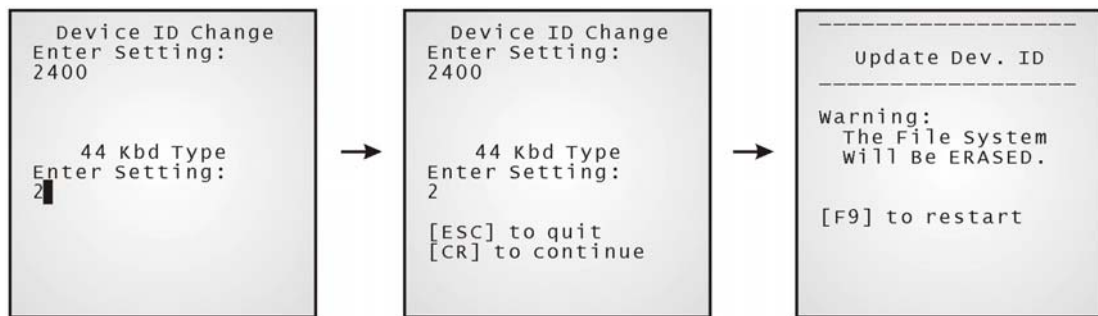 Device ID Change
Enter Setting:
2400
44 Kbd Type
Enter Setting:
2
Device ID Change
Enter Setting:
2400
44 Kbd Type
Enter Setting:
2
[ESC] to quit
[CR] to continue
Update Dev. ID
Warning:
The File System
Will Be ERASED.
[F9] to restart